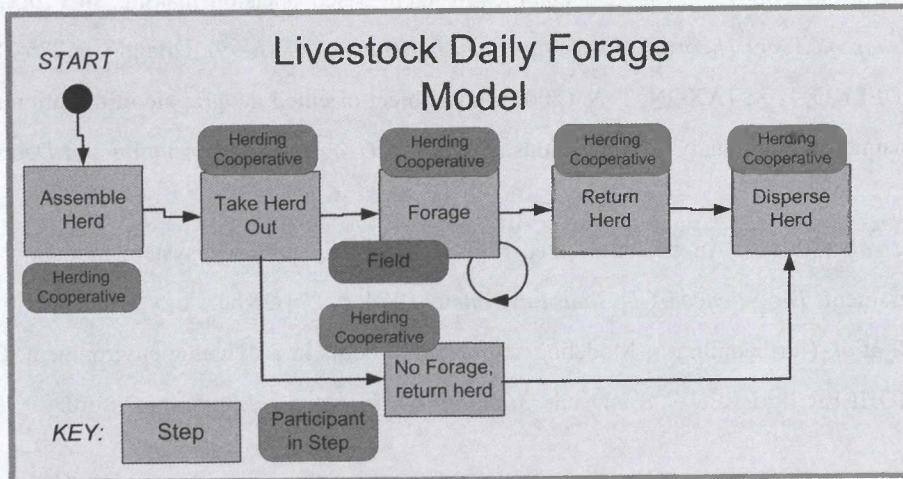 START
Livestock Daily Forage
Model
Assemble
Herd
Herding
Cooperative
Herding
Cooperative
Take Herd
Out
Herding
Cooperative
Forage
Field
Herding
Cooperative
Return
Herd
Herding
Cooperative
Disperse
Herd
Herding
Cooperative
No Forage,
return herd
KEY:
Step
Participant
in Step